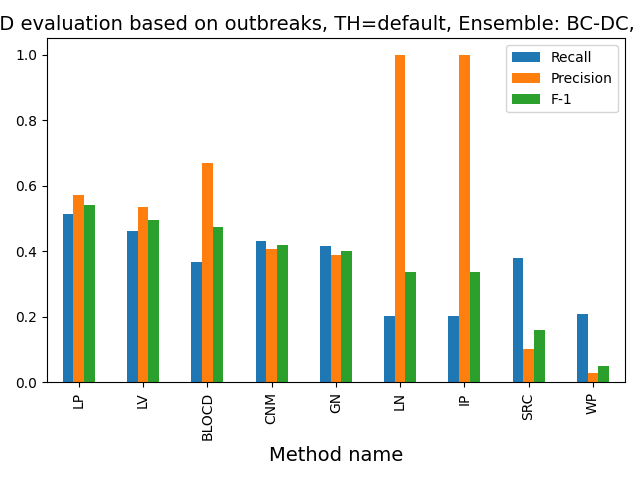 D evaluation based on outbreaks, TH=default, Ensemble: BC-DC,
Recall
Precision
F-1
1.0
0.8
0.6
0.4
0.2
0.0
LP
LV
BLOCD
CNM
GN
LN
IP
SRC
WP
Method name